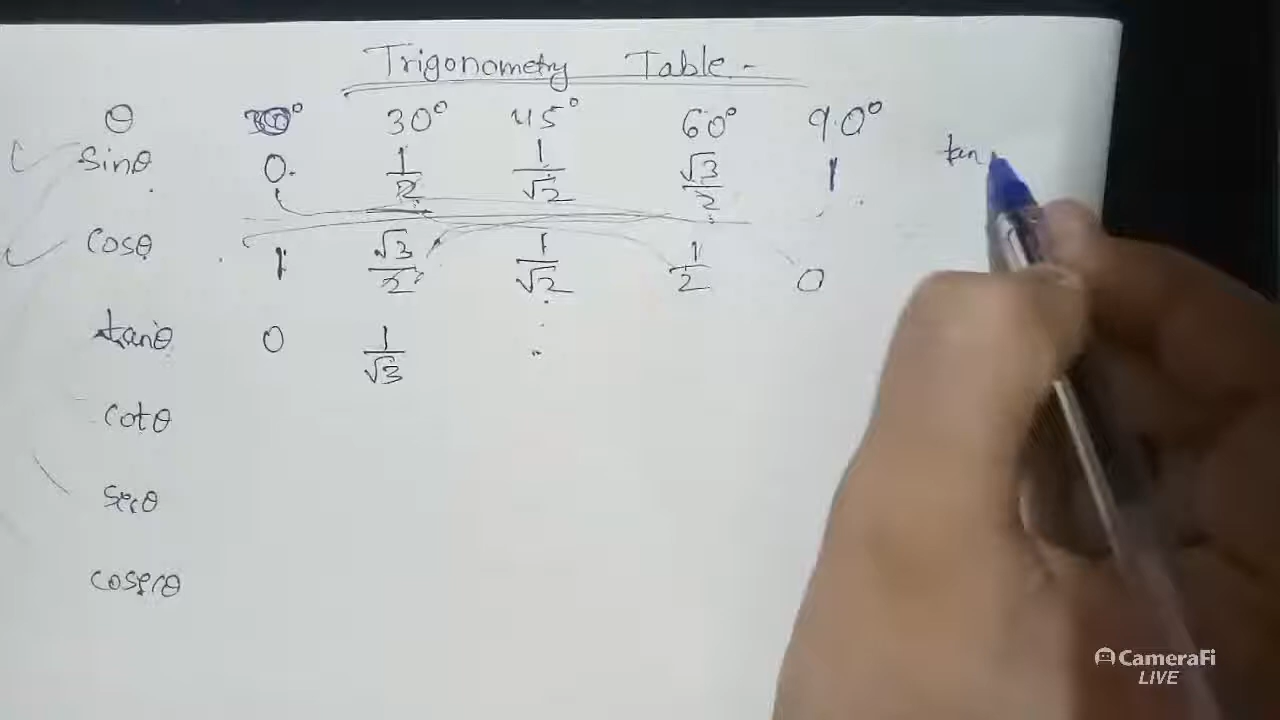 Trigonometry Table -
θ 30° 45° 60° 90°
sinθ 0 1/2 1/√2 √3/2 1
tan
cosθ 1 √3/2 1/√2 1/2 0
tanθ 0 1/√3
cotθ
secθ
cosecθ
CameraFi
LIVE